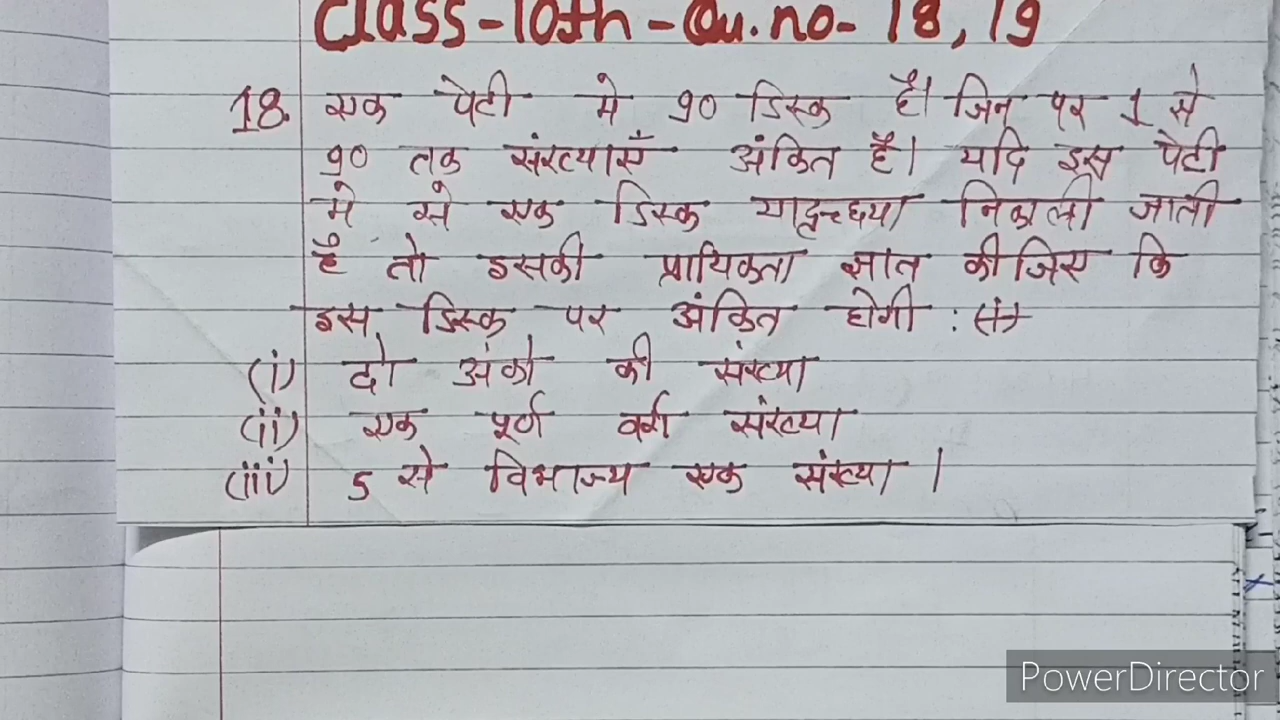 Class-10th-Qu.no- 18, 19
18. एक पेटी मे 90 डिस्क है। जिन पर 1 से
90 तक संख्याएँ अंकित है। यदि इस पेटी
मे से एक डिस्क यादृच्छया निकाली जाती
है तो इसकी प्रायिकता ज्ञात कीजिए कि
इस डिस्क पर अंकित होगी :
(i) दो अंको की संख्या
(ii) एक पूर्ण वर्ग संख्या
(iii) 5 से विभाज्य एक संख्या ।
PowerDirector